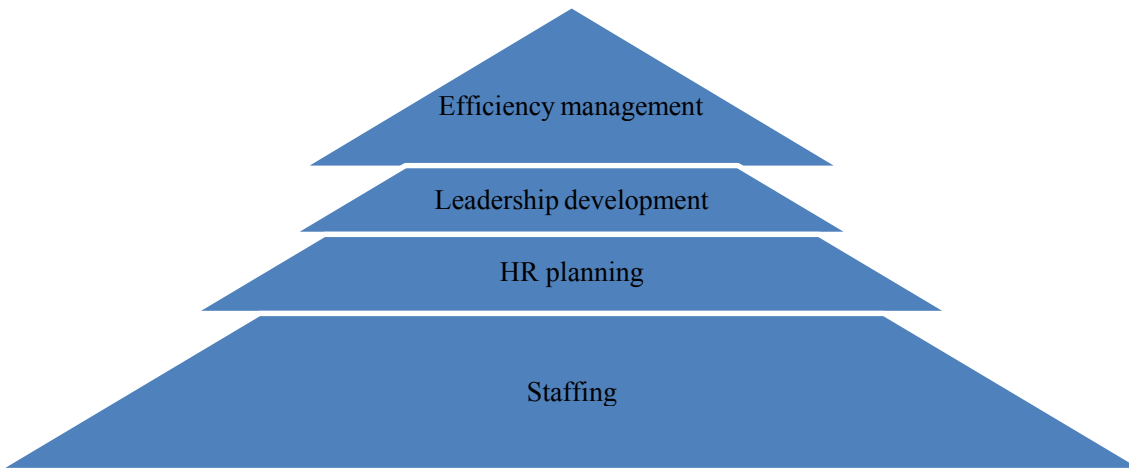 Efficiency management
Leadership development
HR planning
Staffing